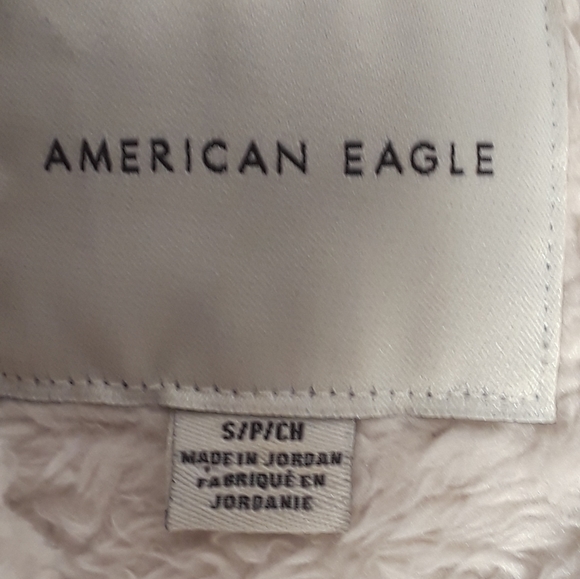 AMERICAN EAGLE
S/P/CH
MADE IN JORDAN
FABRIQUÉ EN
JORDANIE